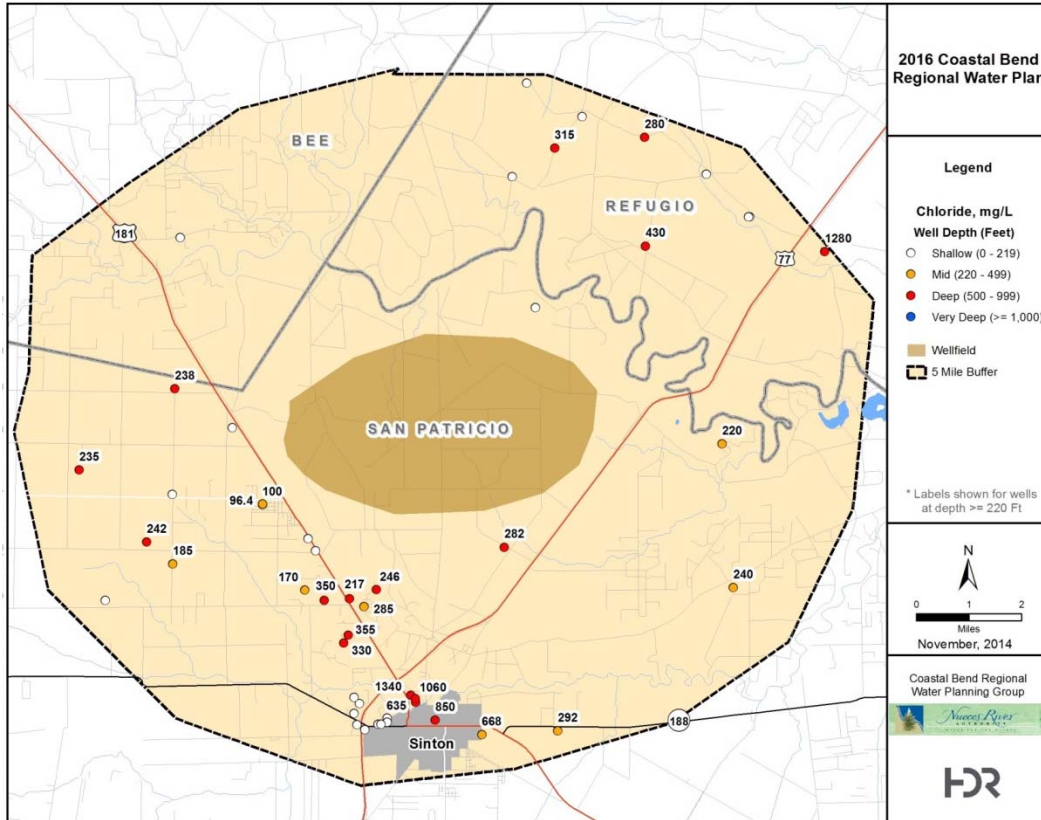 2016 Coastal Bend
Regional Water Plan
Legend
Chloride, mg/L
Well Depth (Feet)
Shallow (0 - 219)
Mid (220 - 499)
Deep (500 - 999)
Very Deep (>= 1,000)
Wellfield
5 Mile Buffer
* Labels shown for wells
at depth >= 220 Ft
N
0 1 2
Miles
November, 2014
Coastal Bend Regional
Water Planning Group
Nueces River
AUTHORITY
HDR
BEE
315
280
REFUGIO
181
430
1280
77
238
SAN PATRICIO
220
235
100
96.4
242
282
185
170
350
217
246
285
240
355
330
1340
1060
635
850
668
292
188
Sinton